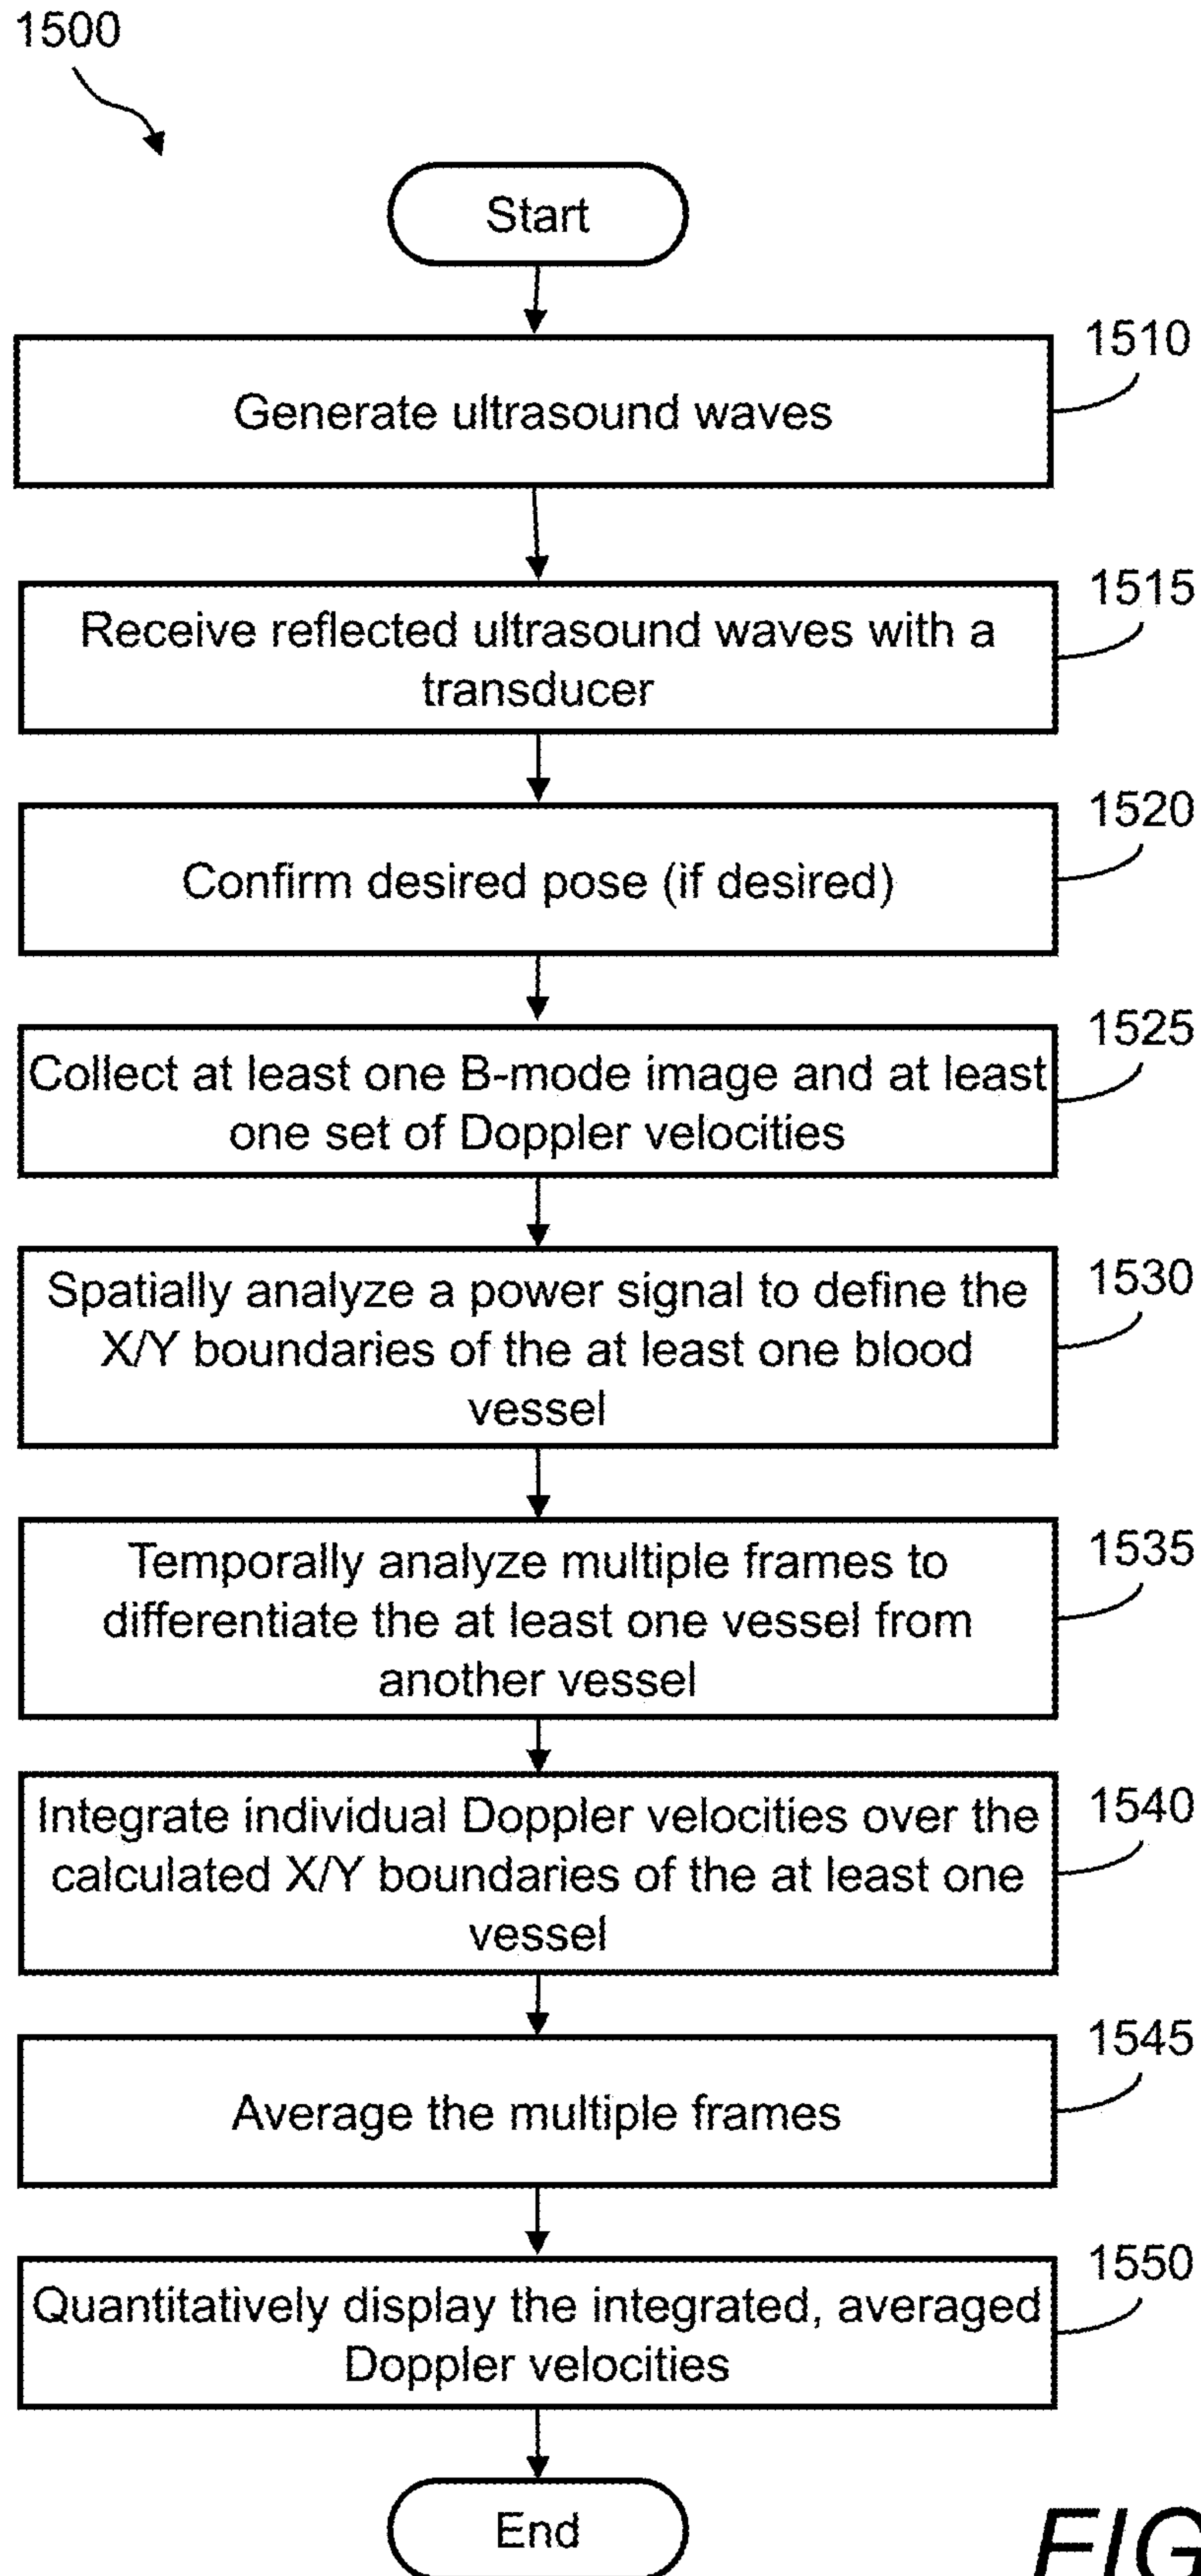 1500
Start
1510
Generate ultrasound waves
1515
Receive reflected ultrasound waves with a
transducer
1520
Confirm desired pose (if desired)
1525
Collect at least one B-mode image and at least
one set of Doppler velocities
1530
Spatially analyze a power signal to define the
X/Y boundaries of the at least one blood
vessel
1535
Temporally analyze multiple frames to
differentiate the at least one vessel from
another vessel
1540
Integrate individual Doppler velocities over the
calculated X/Y boundaries of the at least one
vessel
1545
Average the multiple frames
1550
Quantitatively display the integrated, averaged
Doppler velocities
End
FIG